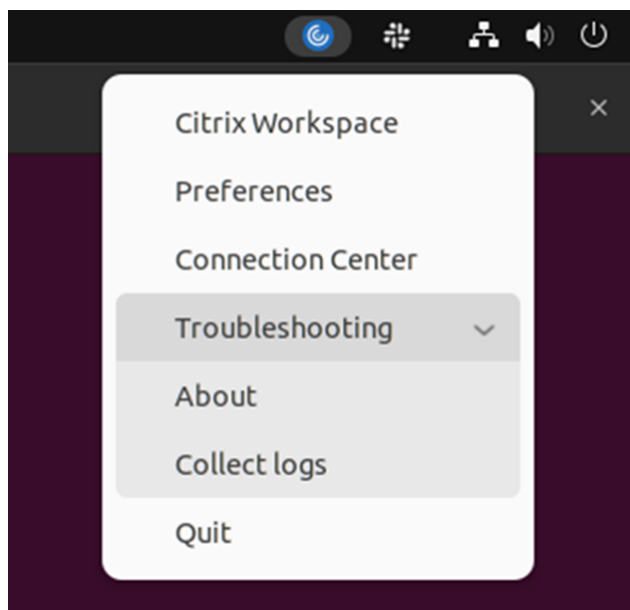 Citrix Workspace
Preferences
Connection Center
Troubleshooting
About
Collect logs
Quit